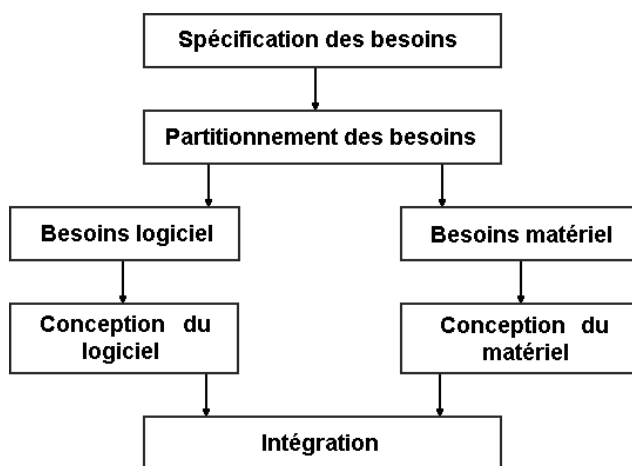 Spécification des besoins
Partitionnement des besoins
Besoins logiciel
Besoins matériel
Conception du
logiciel
Conception du
matériel
Intégration